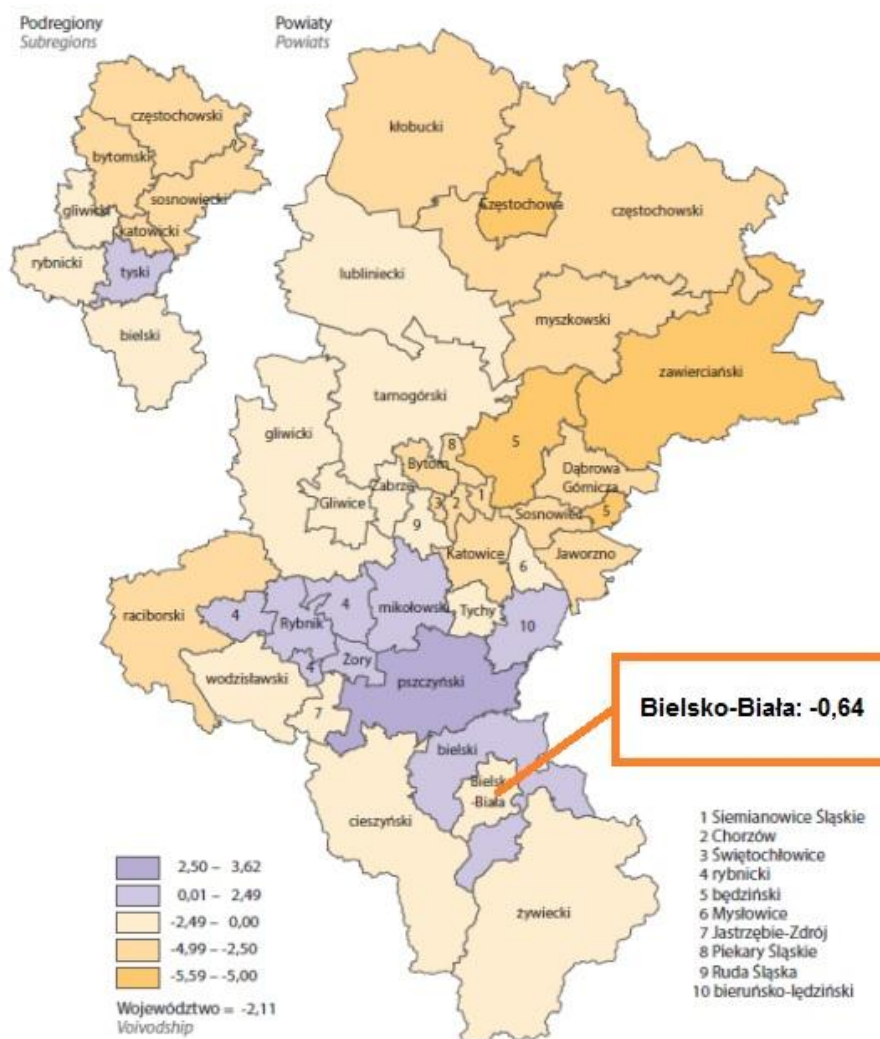 Podregiony
Subregions
Powiaty
Powiats
częstochowski
bytomski
sosnowiecki
gliwicki
katowicki
rybnicki
tyski
bielski
kłobucki
Częstochowa
częstochowski
lubliniecki
myszkowski
zawierciański
tarnogórski
gliwicki
8
5
Bytom
Dąbrowa
Górnicza
Zabrze
Gliwice
3
2
1
Sosnowiec
5
9
Katowice
6
Jaworzno
raciborski
4
Rybnik
4
mikołowski
Tychy
10
4
Żory
wodzisławski
pszczyński
7
Bielsko-Biała: -0,64
bielski
Bielsk
-Biała
cieszyński
żywiecki
1 Siemianowice Śląskie
2 Chorzów
3 Świętochłowice
4 rybnicki
5 będziński
6 Mysłowice
7 Jastrzębie-Zdrój
8 Piekary Śląskie
9 Ruda Śląska
10 bieruńsko-lędziński
2,50 – 3,62
0,01 – 2,49
-2,49 – 0,00
-4,99 – -2,50
-5,59 – -5,00
Województwo = -2,11
Voivodship